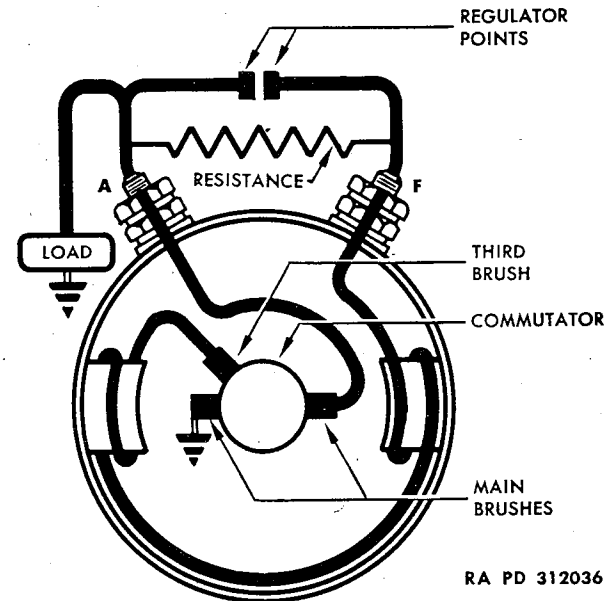 REGULATOR
POINTS
RESISTANCE
A
F
LOAD
THIRD
BRUSH
COMMUTATOR
MAIN
BRUSHES
RA PD 312036